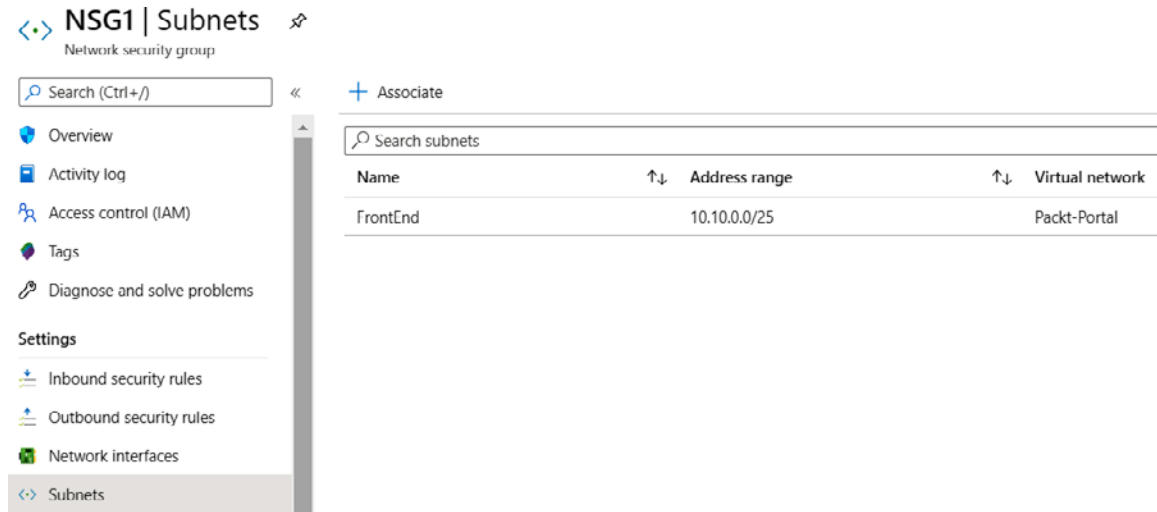 NSG1 | Subnets
Network security group
Search (Ctrl+/)
«
Overview
Activity log
Access control (IAM)
Tags
Diagnose and solve problems
Settings
Inbound security rules
Outbound security rules
Network interfaces
Subnets
+ Associate
Search subnets
Name ↑↓ Address range ↑↓ Virtual network
FrontEnd 10.10.0.0/25 Packt-Portal